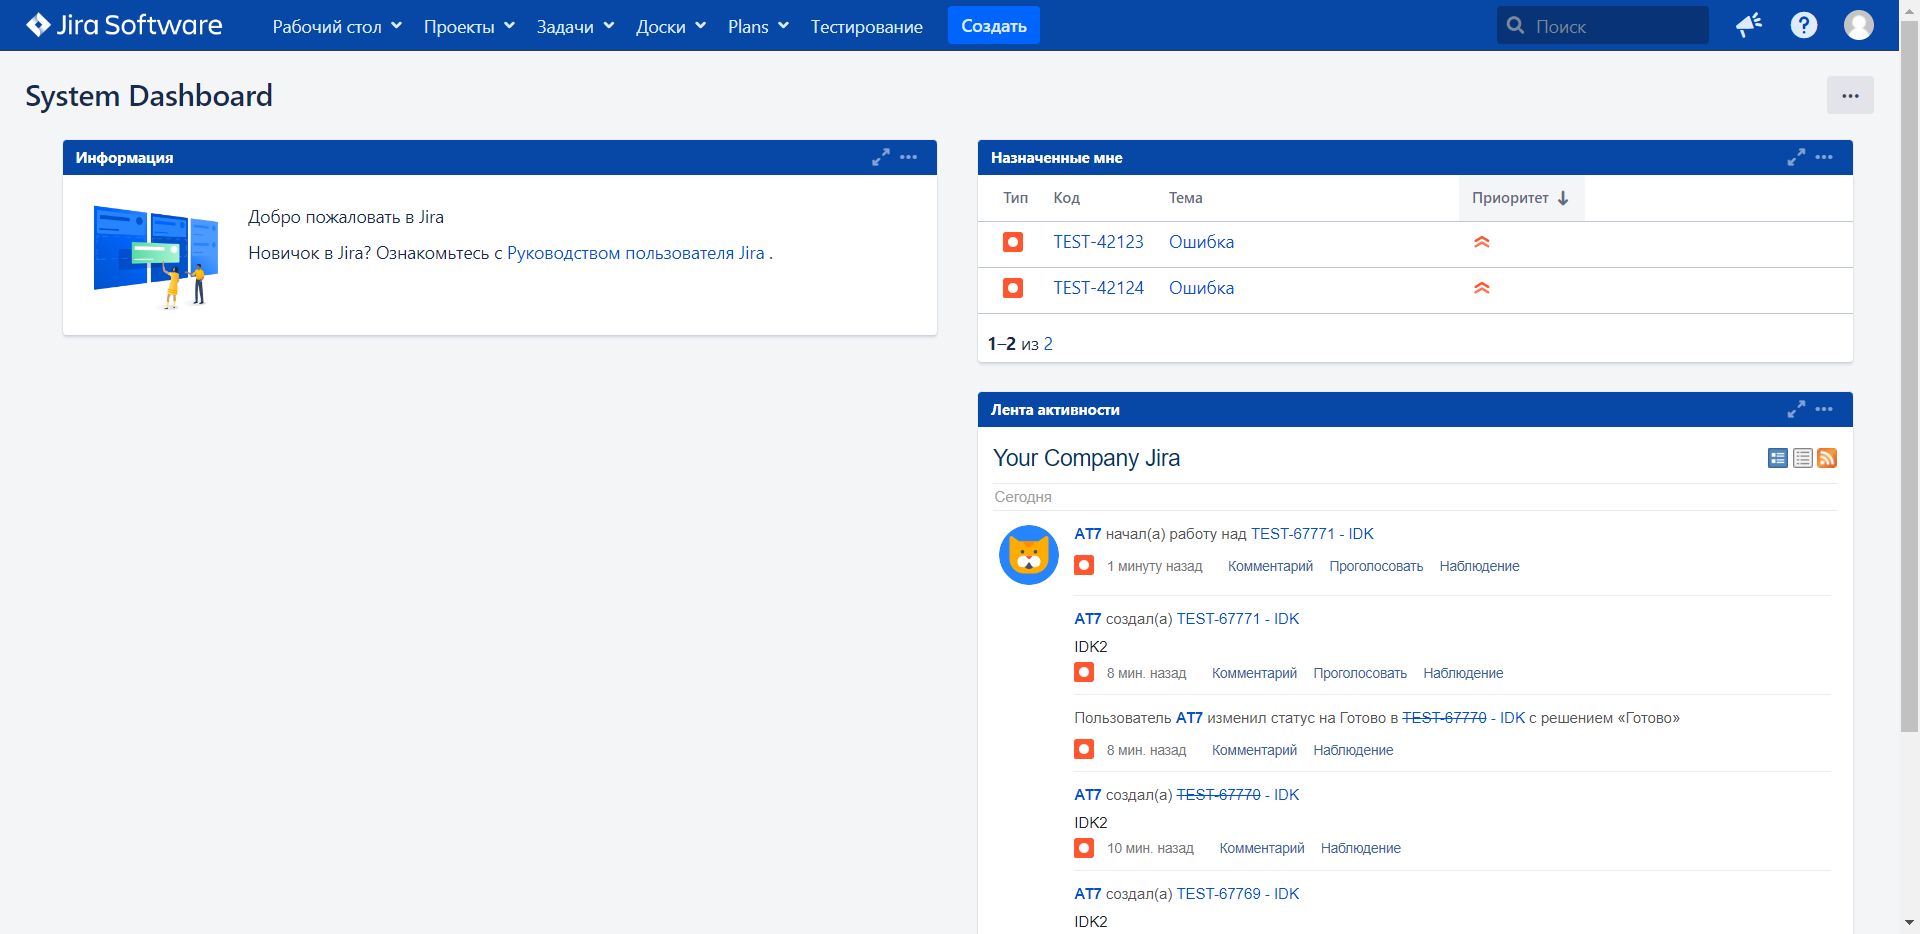 Jira Software Рабочий стол Проекты Задачи Доски Plans Тестирование Создать Поиск
System Dashboard
Информация
Добро пожаловать в Jira
Новичок в Jira? Ознакомьтесь с Руководством пользователя Jira .
Назначенные мне
Тип Код Тема Приоритет
TEST-42123 Ошибка
TEST-42124 Ошибка
1–2 из 2
Лента активности
Your Company Jira
Сегодня
AT7 начал(а) работу над TEST-67771 - IDK
1 минуту назад Комментарий Проголосовать Наблюдение
AT7 создал(а) TEST-67771 - IDK
IDK2
8 мин. назад Комментарий Проголосовать Наблюдение
Пользователь AT7 изменил статус на Готово в TEST-67770 - IDK с решением «Готово»
8 мин. назад Комментарий Наблюдение
AT7 создал(а) TEST-67770 - IDK
IDK2
10 мин. назад Комментарий Наблюдение
AT7 создал(а) TEST-67769 - IDK
IDK2